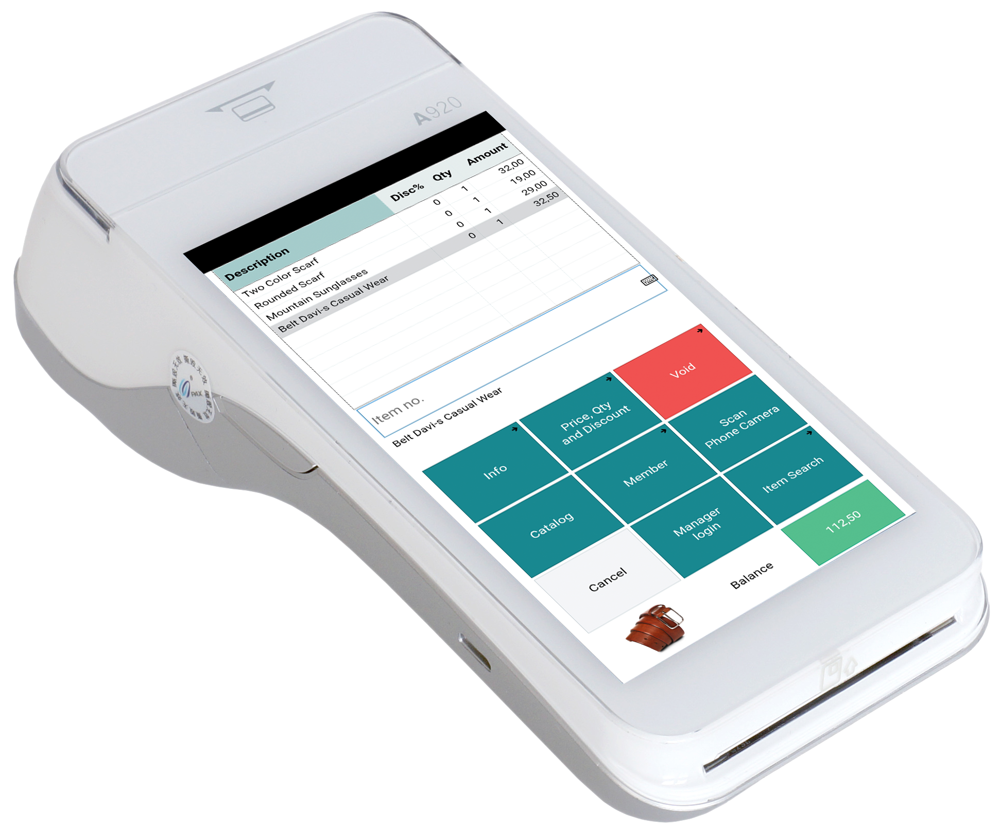 A920
Description Disc% Qty Amount
Two Color Scarf 0 1 32,00
Rounded Scarf 0 1 19,00
Mountain Sunglasses 0 1 29,00
Belt Davi-s Casual Wear 0 1 32,50
Item no.
Belt Davi-s Casual Wear
Info
Price, Qty
and Discount
Void
Catalog
Member
Scan
Phone Camera
Cancel
Manager
login
Item Search
Balance
112,50
PAX
®